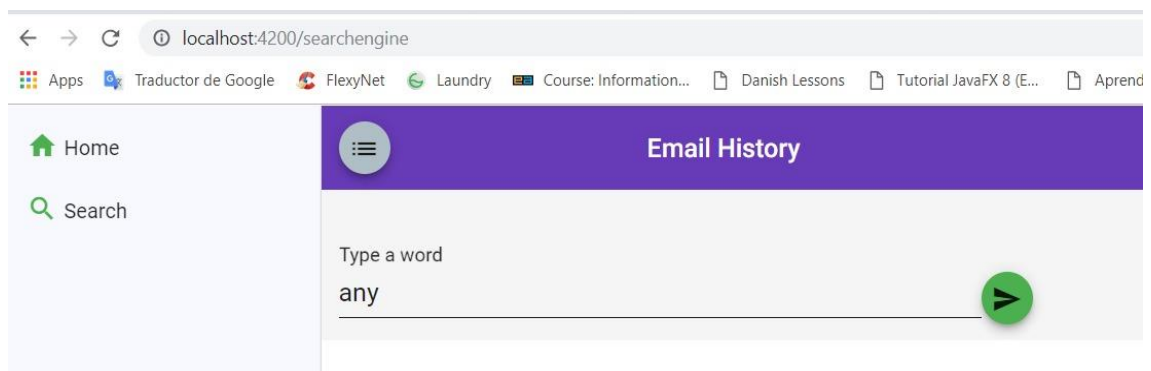 localhost:4200/searchengine
Apps Traductor de Google FlexyNet Laundry Course: Information... Danish Lessons Tutorial JavaFX 8 (E... Aprend
Home
Email History
Search
Type a word
any